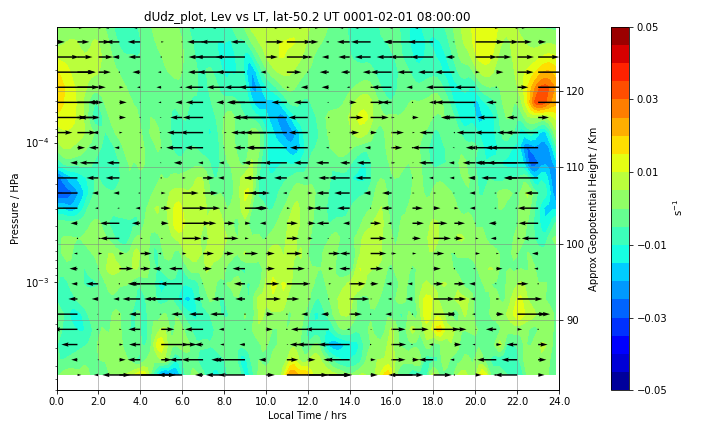 dUdz_plot, Lev vs LT, lat-50.2 UT 0001-02-01 08:00:00
Pressure / HPa
10⁻⁴
10⁻³
0.0 2.0 4.0 6.0 8.0 10.0 12.0 14.0 16.0 18.0 20.0 22.0 24.0
Local Time / hrs
120
110
100
90
Approx Geopotential Height / Km
0.05
0.03
0.01
−0.01
−0.03
−0.05
s⁻¹